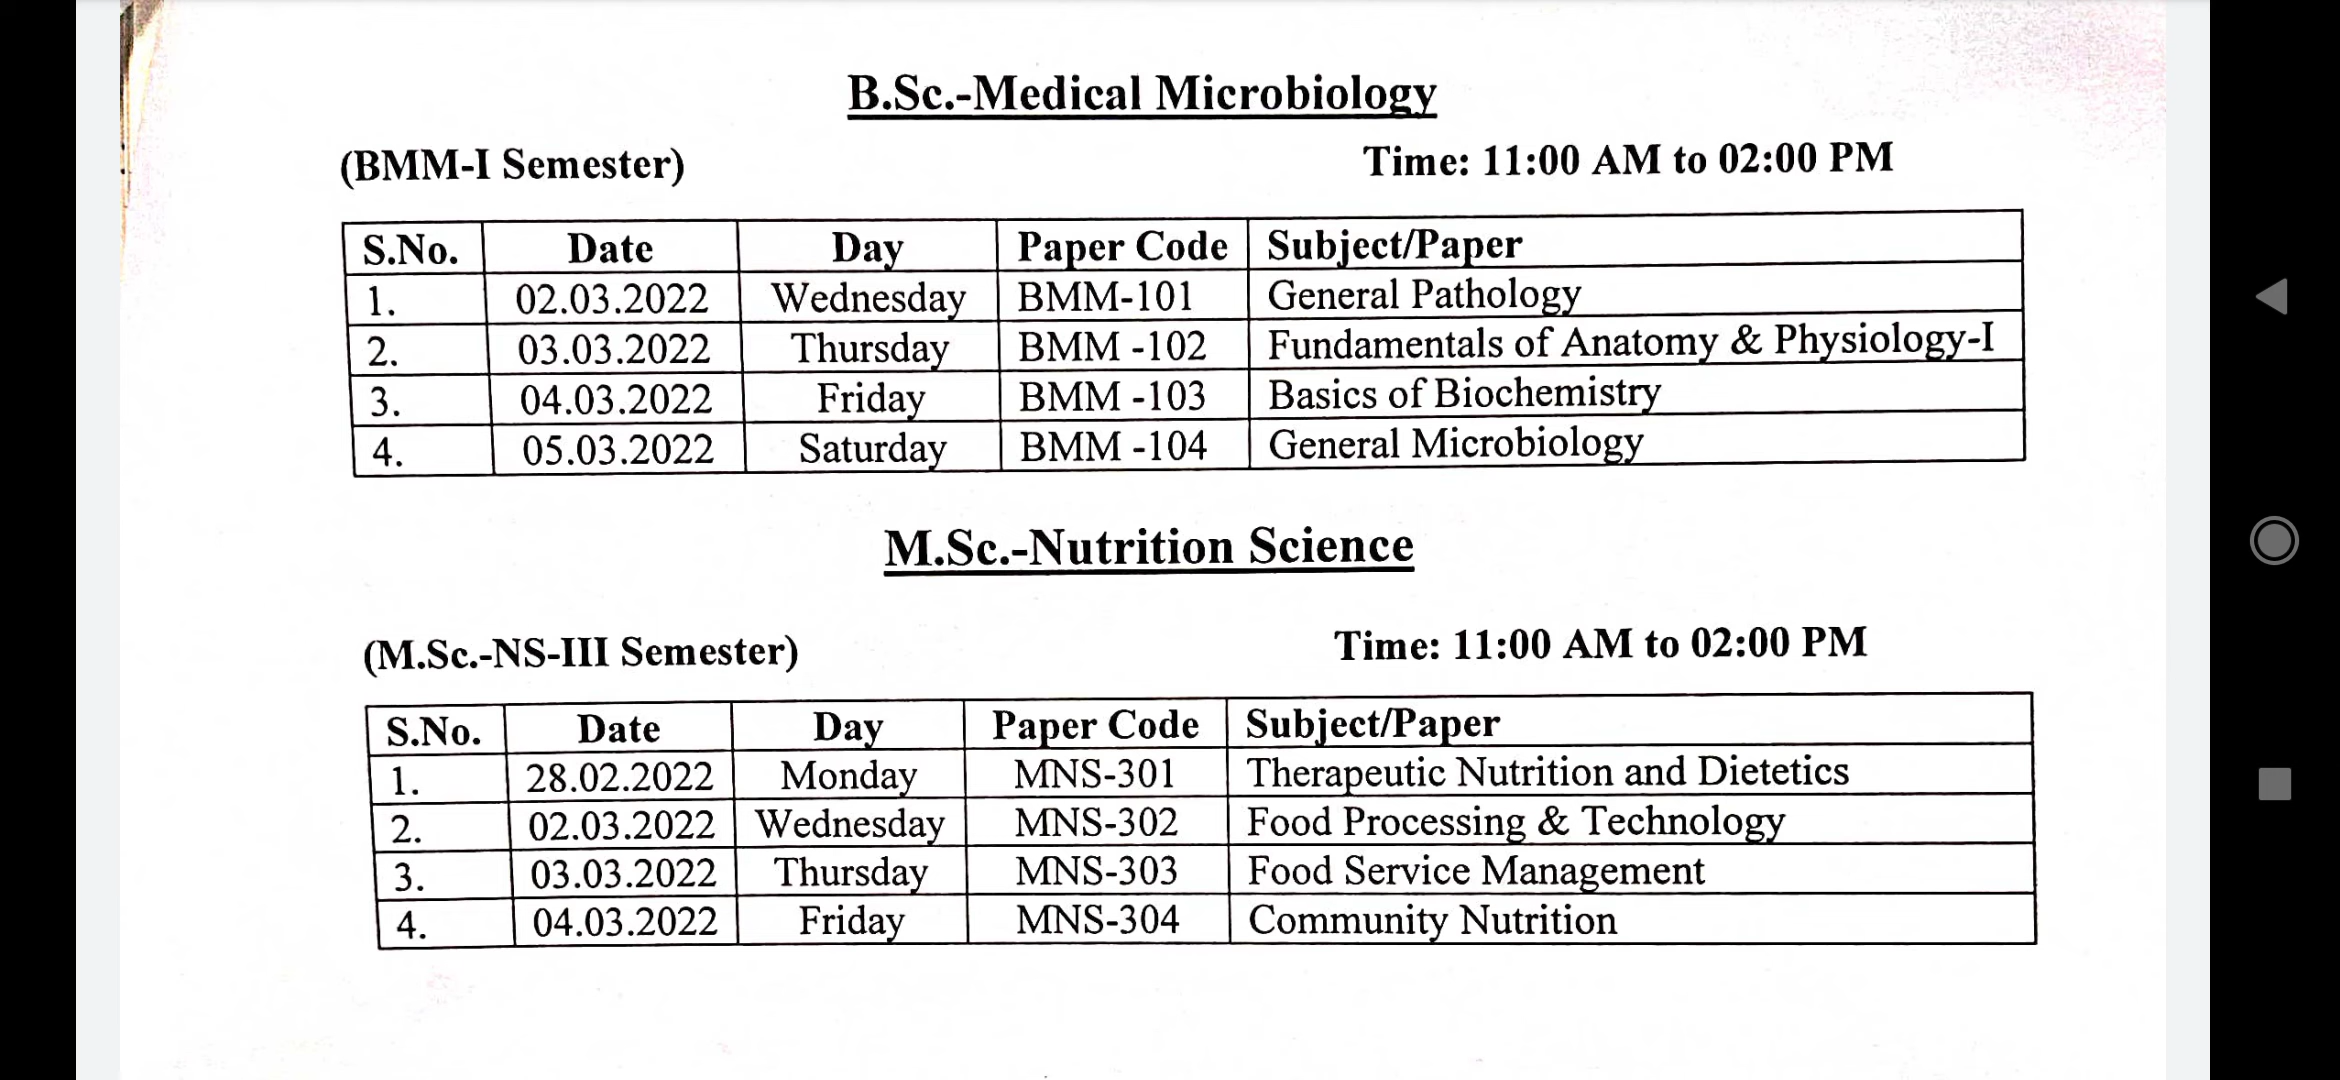 B.Sc.-Medical Microbiology
(BMM-I Semester) Time: 11:00 AM to 02:00 PM
S.No. Date Day Paper Code Subject/Paper
1. 02.03.2022 Wednesday BMM-101 General Pathology
2. 03.03.2022 Thursday BMM -102 Fundamentals of Anatomy & Physiology-I
3. 04.03.2022 Friday BMM -103 Basics of Biochemistry
4. 05.03.2022 Saturday BMM -104 General Microbiology
M.Sc.-Nutrition Science
(M.Sc.-NS-III Semester) Time: 11:00 AM to 02:00 PM
S.No. Date Day Paper Code Subject/Paper
1. 28.02.2022 Monday MNS-301 Therapeutic Nutrition and Dietetics
2. 02.03.2022 Wednesday MNS-302 Food Processing & Technology
3. 03.03.2022 Thursday MNS-303 Food Service Management
4. 04.03.2022 Friday MNS-304 Community Nutrition